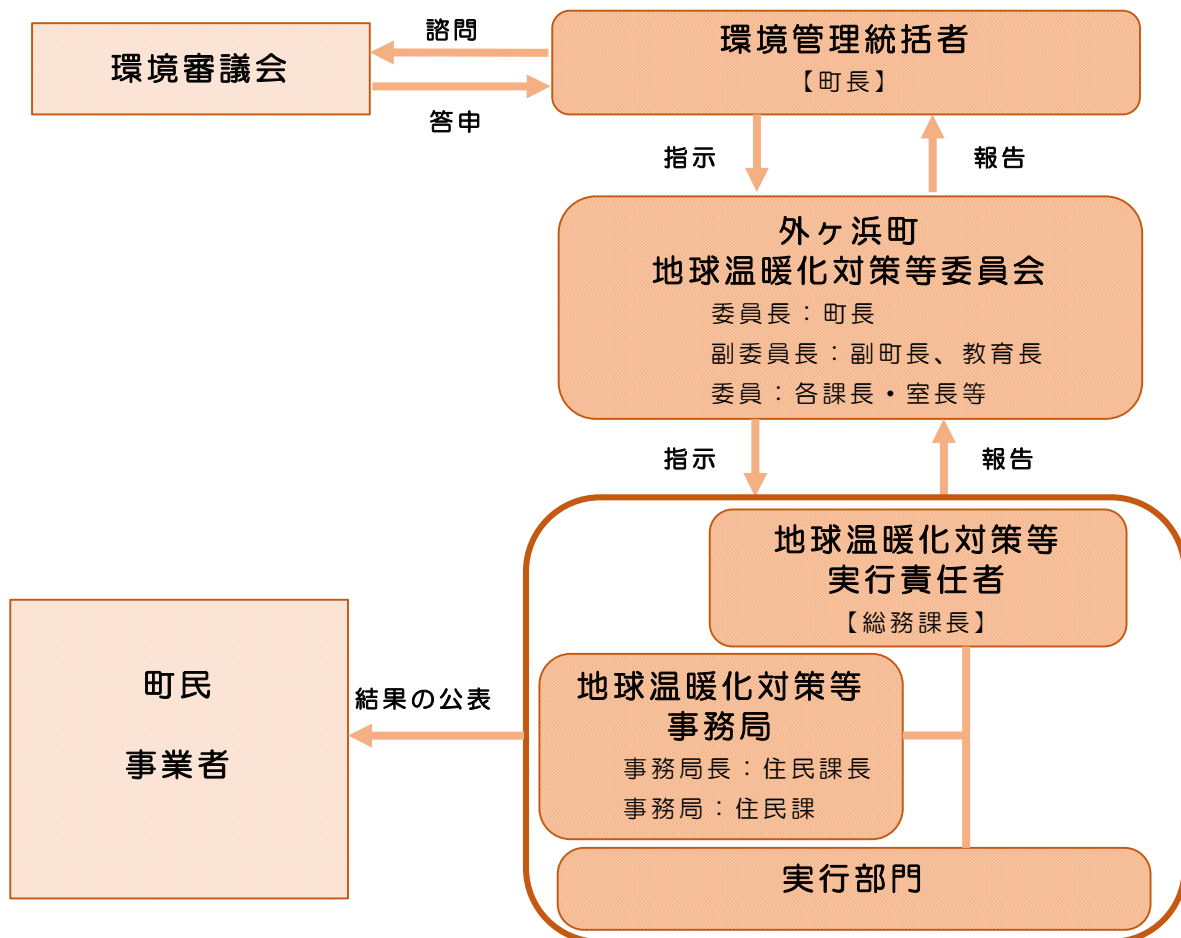 環境審議会
諮問
答申
環境管理統括者
【町長】
指示
報告
外ヶ浜町
地球温暖化対策等委員会
委員長：町長
副委員長：副町長、教育長
委員：各課長・室長等
指示
報告
地球温暖化対策等
実行責任者
【総務課長】
地球温暖化対策等
事務局
事務局長：住民課長
事務局：住民課
実行部門
結果の公表
町民
事業者